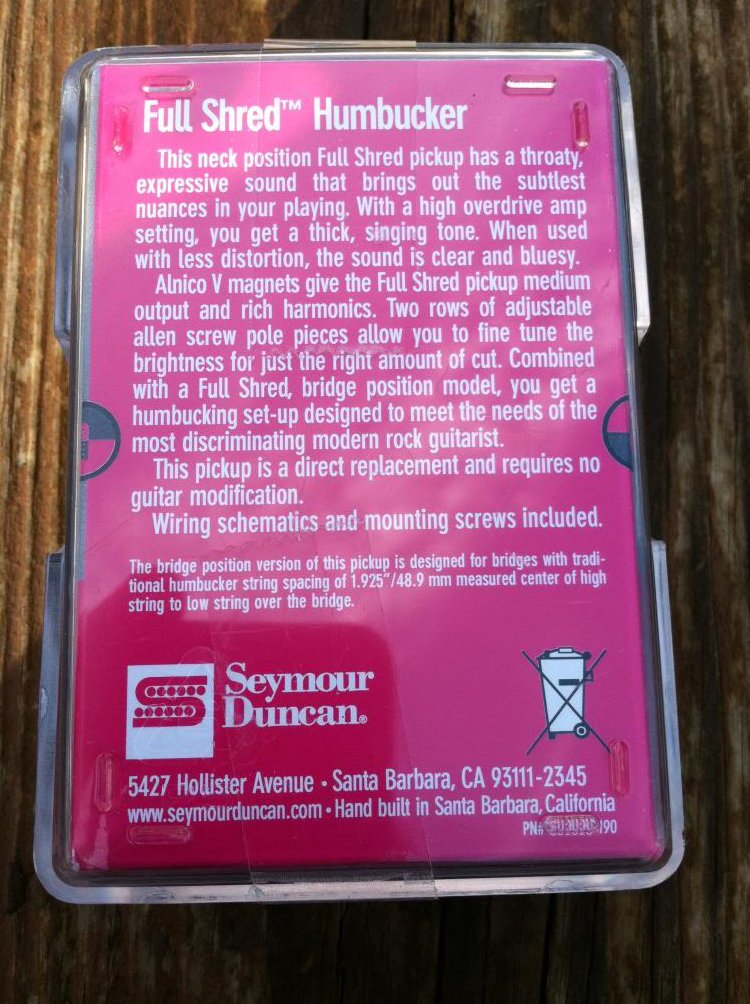 Full Shred™ Humbucker
This neck position Full Shred pickup has a throaty,
expressive sound that brings out the subtlest
nuances in your playing. With a high overdrive amp
setting, you get a thick, singing tone. When used
with less distortion, the sound is clear and bluesy.
Alnico V magnets give the Full Shred pickup medium
output and rich harmonics. Two rows of adjustable
allen screw pole pieces allow you to fine tune the
brightness for just the right amount of cut. Combined
with a Full Shred, bridge position model, you get a
humbucking set-up designed to meet the needs of the
most discriminating modern rock guitarist.
This pickup is a direct replacement and requires no
guitar modification.
Wiring schematics and mounting screws included.
The bridge position version of this pickup is designed for bridges with tradi-
tional humbucker string spacing of 1.925"/48.9 mm measured center of high
string to low string over the bridge.
Seymour
Duncan®
5427 Hollister Avenue • Santa Barbara, CA 93111-2345
www.seymourduncan.com • Hand built in Santa Barbara, California
PN#